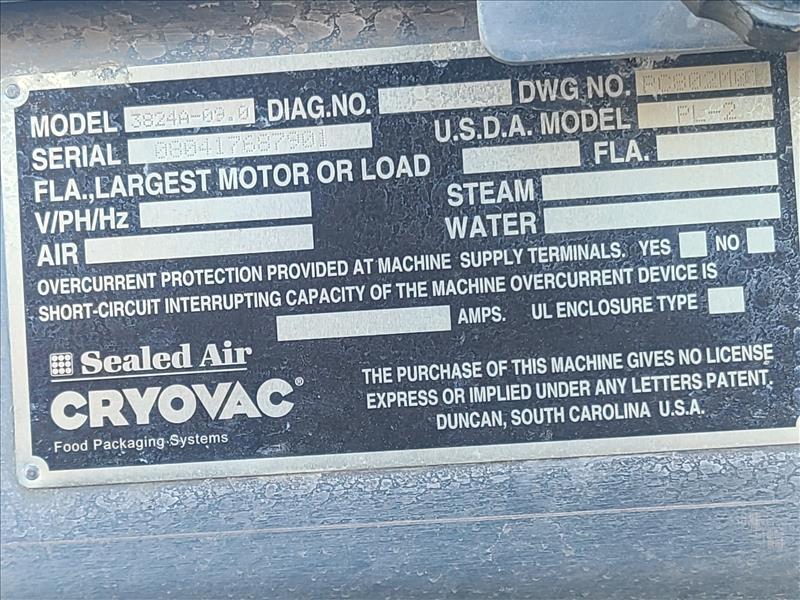 MODEL 3824A-09.0 DIAG.NO. DWG NO.
SERIAL 080417687901 U.S.D.A. MODEL PL-2
FLA.,LARGEST MOTOR OR LOAD FLA.
V/PH/Hz STEAM
AIR WATER
OVERCURRENT PROTECTION PROVIDED AT MACHINE SUPPLY TERMINALS. YES NO
SHORT-CIRCUIT INTERRUPTING CAPACITY OF THE MACHINE OVERCURRENT DEVICE IS
AMPS. UL ENCLOSURE TYPE
Sealed Air
CRYOVAC®
Food Packaging Systems
THE PURCHASE OF THIS MACHINE GIVES NO LICENSE
EXPRESS OR IMPLIED UNDER ANY LETTERS PATENT.
DUNCAN, SOUTH CAROLINA U.S.A.